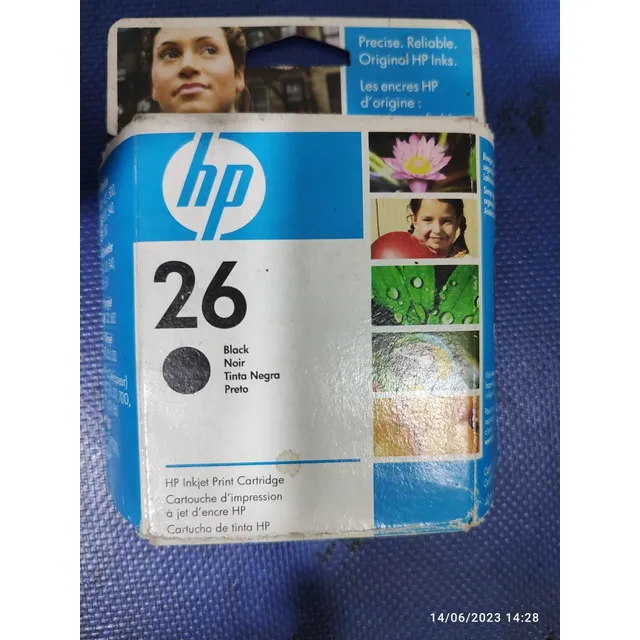 Precise. Reliable.
Original HP Inks.
Les encres HP
d'origine :
hp
26
Black
Noir
Tinta Negra
Preto
HP Inkjet Print Cartridge
Cartouche d'impression
à jet d'encre HP
Cartucho de tinta HP
14/06/2023 14:28